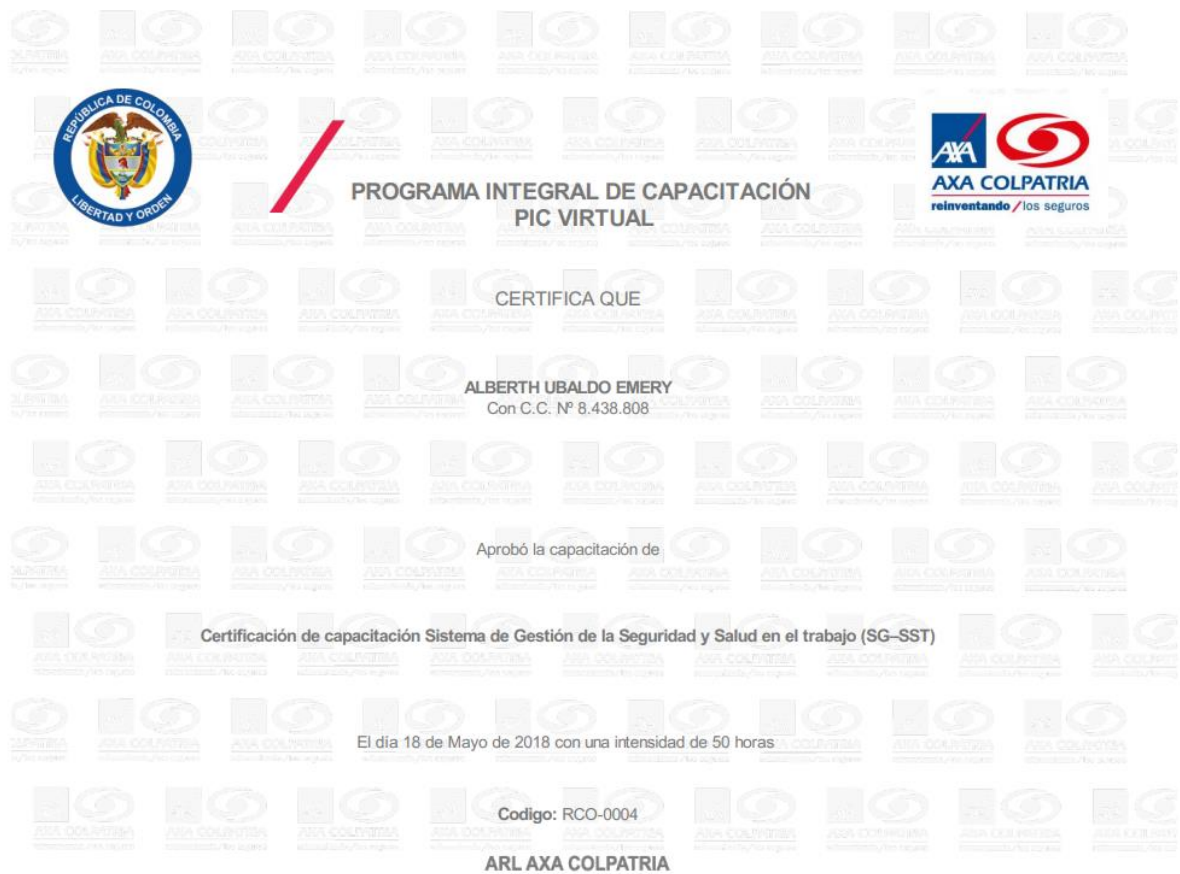 REPÚBLICA DE COLOMBIA
LIBERTAD Y ORDEN
AXA
AXA COLPATRIA
reinventando / los seguros
PROGRAMA INTEGRAL DE CAPACITACIÓN
PIC VIRTUAL
CERTIFICA QUE
ALBERTH UBALDO EMERY
Con C.C. Nº 8.438.808
Aprobó la capacitación de
Certificación de capacitación Sistema de Gestión de la Seguridad y Salud en el trabajo (SG–SST)
El día 18 de Mayo de 2018 con una intensidad de 50 horas
Codigo: RCO-0004
ARL AXA COLPATRIA